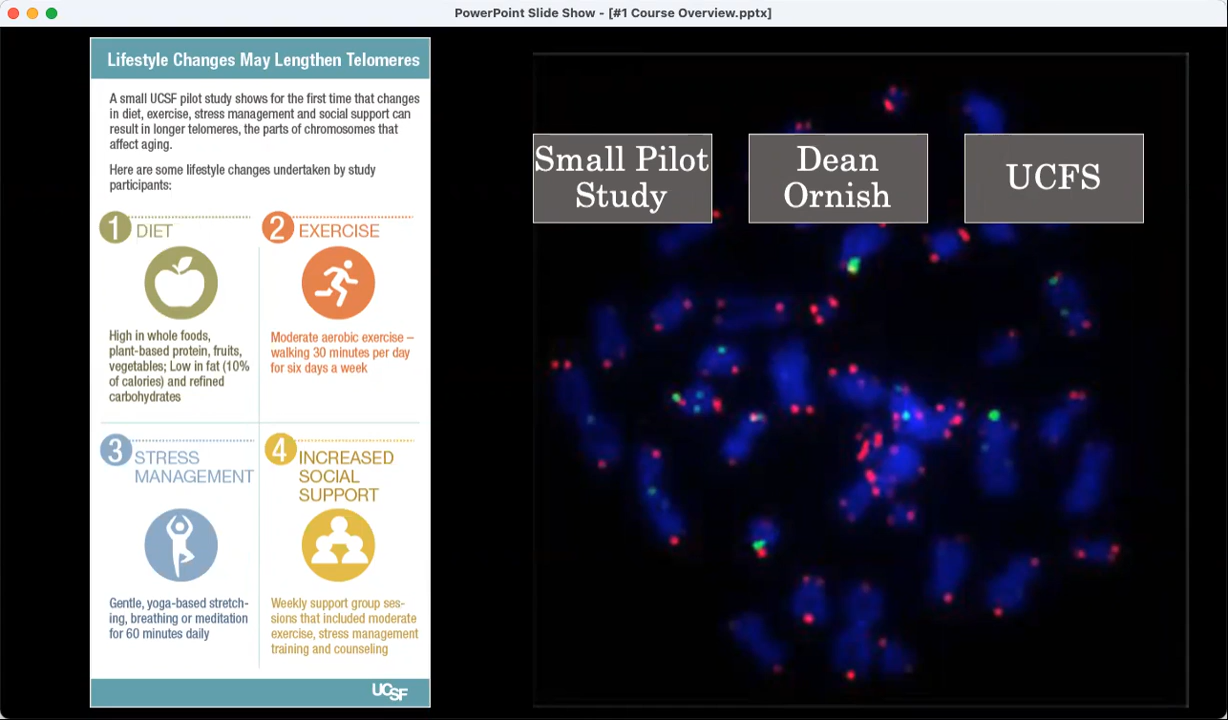 PowerPoint Slide Show - [#1 Course Overview.pptx]
Lifestyle Changes May Lengthen Telomeres
A small UCSF pilot study shows for the first time that changes
in diet, exercise, stress management and social support can
result in longer telomeres, the parts of chromosomes that
affect aging.
Here are some lifestyle changes undertaken by study
participants:
1 DIET
High in whole foods,
plant-based protein, fruits,
vegetables; Low in fat (10%
of calories) and refined
carbohydrates
2 EXERCISE
Moderate aerobic exercise –
walking 30 minutes per day
for six days a week
3 STRESS
MANAGEMENT
Gentle, yoga-based stretch-
ing, breathing or meditation
for 60 minutes daily
4 INCREASED
SOCIAL
SUPPORT
Weekly support group ses-
sions that included moderate
exercise, stress management
training and counseling
UCSF
Small Pilot
Study
Dean
Ornish
UCFS